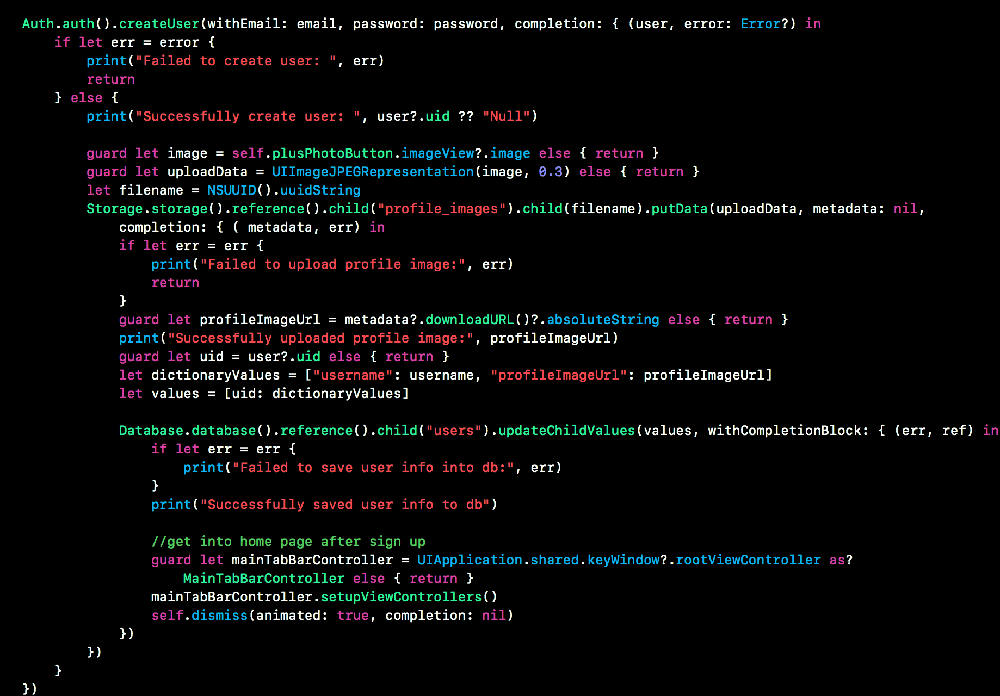 Auth.auth().createUser(withEmail: email, password: password, completion: { (user, error: Error?) in
    if let err = error {
        print("Failed to create user: ", err)
        return
    } else {
        print("Successfully create user: ", user?.uid ?? "Null")

        guard let image = self.plusPhotoButton.imageView?.image else { return }
        guard let uploadData = UIImageJPEGRepresentation(image, 0.3) else { return }
        let filename = NSUUID().uuidString
        Storage.storage().reference().child("profile_images").child(filename).putData(uploadData, metadata: nil,
            completion: { ( metadata, err) in
            if let err = err {
                print("Failed to upload profile image:", err)
                return
            }
            guard let profileImageUrl = metadata?.downloadURL()?.absoluteString else { return }
            print("Successfully uploaded profile image:", profileImageUrl)
            guard let uid = user?.uid else { return }
            let dictionaryValues = ["username": username, "profileImageUrl": profileImageUrl]
            let values = [uid: dictionaryValues]

            Database.database().reference().child("users").updateChildValues(values, withCompletionBlock: { (err, ref) in
                if let err = err {
                    print("Failed to save user info into db:", err)
                }
                print("Successfully saved user info to db")

                //get into home page after sign up
                guard let mainTabBarController = UIApplication.shared.keyWindow?.rootViewController as?
                    MainTabBarController else { return }
                mainTabBarController.setupViewControllers()
                self.dismiss(animated: true, completion: nil)
            })
        })
    }
})